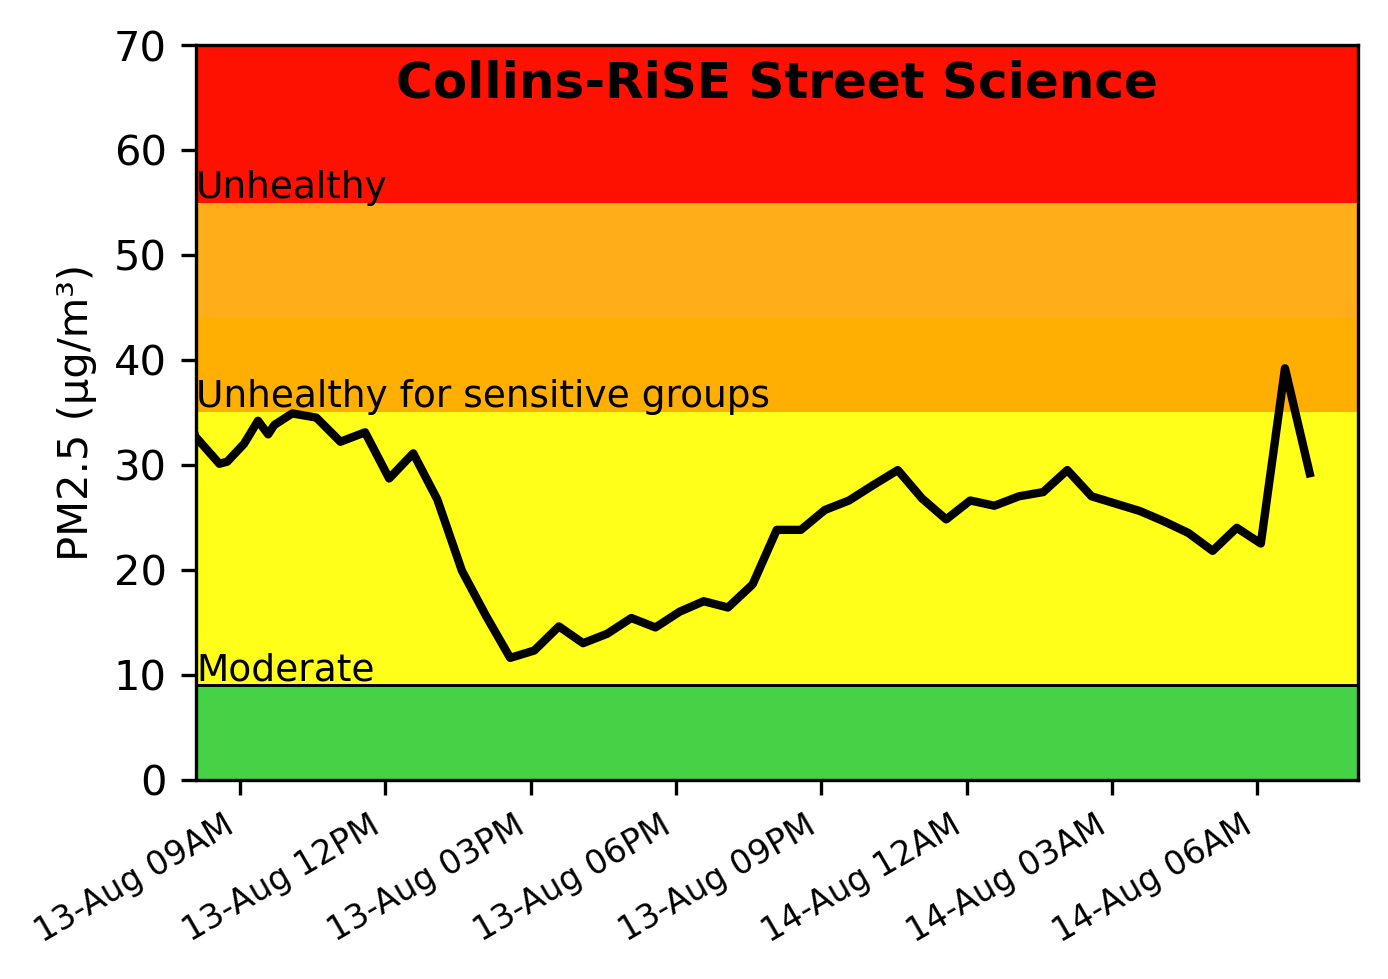 Collins-RiSE Street Science
70
60
Unhealthy
50
40
Unhealthy for sensitive groups
30
20
Moderate
10
0
PM2.5 (μg/m³)
13-Aug 09AM
13-Aug 12PM
13-Aug 03PM
13-Aug 06PM
13-Aug 09PM
14-Aug 12AM
14-Aug 03AM
14-Aug 06AM